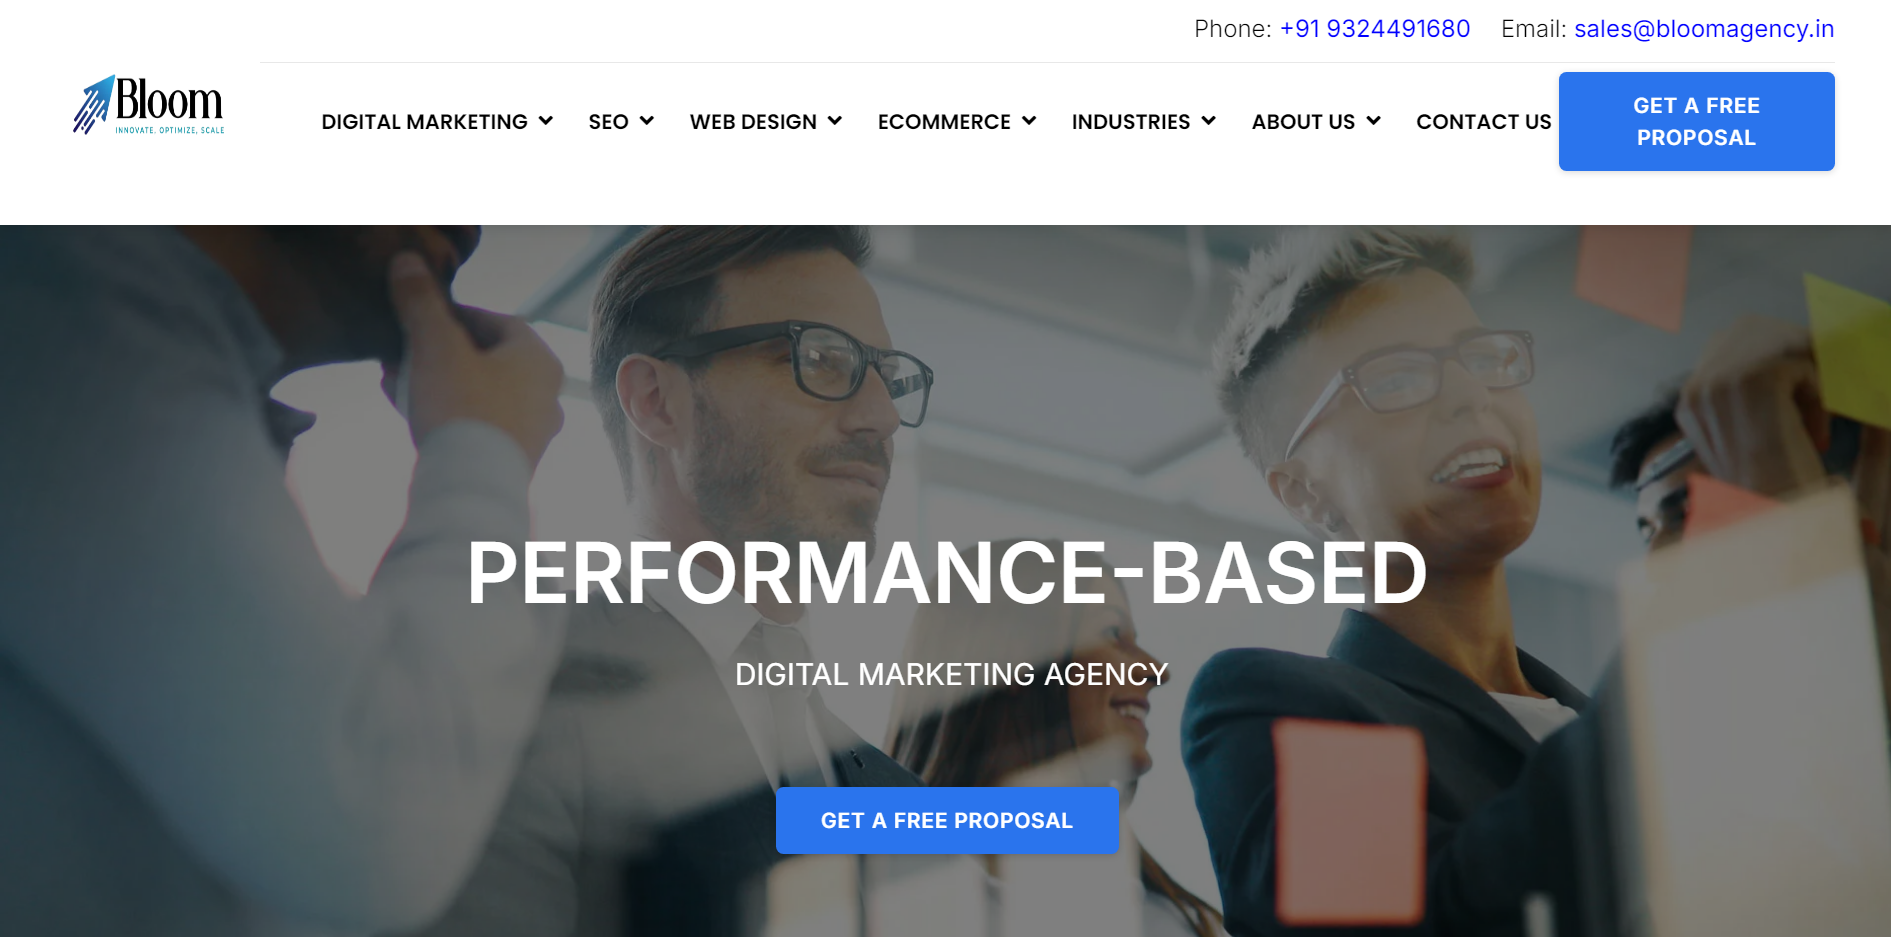 Phone: +91 9324491680 Email: sales@bloomagency.in
Bloom
INNOVATE. OPTIMIZE, SCALE
DIGITAL MARKETING SEO WEB DESIGN ECOMMERCE INDUSTRIES ABOUT US CONTACT US
GET A FREE
PROPOSAL
PERFORMANCE-BASED
DIGITAL MARKETING AGENCY
GET A FREE PROPOSAL